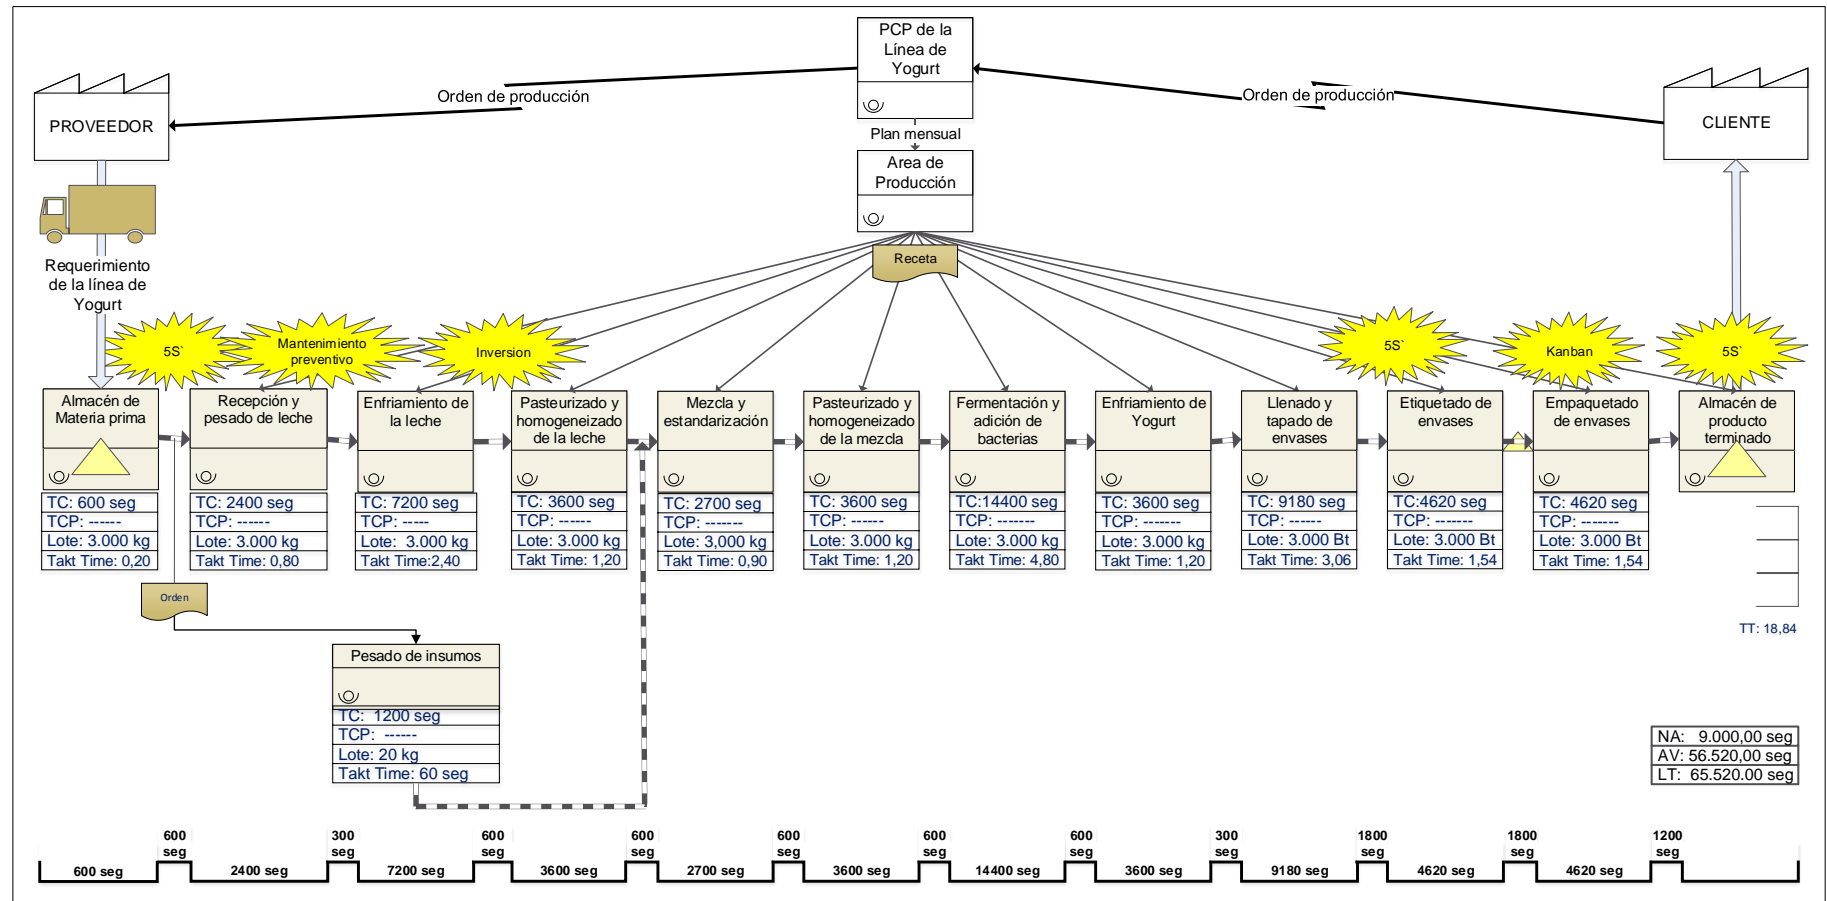 PCP de la
Línea de
Yogurt
Orden de producción
Orden de producción
PROVEEDOR
CLIENTE
Plan mensual
Area de
Producción
Receta
Requerimiento
de la línea de
Yogurt
5S`
Mantenimiento
preventivo
Inversion
5S`
Kanban
5S`
Almacén de
Materia prima
TC: 600 seg
TCP: ------
Lote: 3.000 kg
Takt Time: 0,20
Recepción y
pesado de leche
TC: 2400 seg
TCP: ------
Lote: 3.000 kg
Takt Time: 0,80
Enfriamiento de
la leche
TC: 7200 seg
TCP: -----
Lote: 3.000 kg
Takt Time:2,40
Pasteurizado y
homogeneizado
de la leche
TC: 3600 seg
TCP: ------
Lote: 3.000 kg
Takt Time: 1,20
Mezcla y
estandarización
TC: 2700 seg
TCP: -------
Lote: 3,000 kg
Takt Time: 0,90
Pasteurizado y
homogeneizado
de la mezcla
TC: 3600 seg
TCP: ------
Lote: 3.000 kg
Takt Time: 1,20
Fermentación y
adición de
bacterias
TC:14400 seg
TCP: -------
Lote: 3.000 kg
Takt Time: 4,80
Enfriamiento de
Yogurt
TC: 3600 seg
TCP: -------
Lote: 3.000 kg
Takt Time: 1,20
Llenado y
tapado de
envases
TC: 9180 seg
TCP: ------
Lote: 3.000 Bt
Takt Time: 3,06
Etiquetado de
envases
TC:4620 seg
TCP: -------
Lote: 3.000 Bt
Takt Time: 1,54
Empaquetado
de envases
TC: 4620 seg
TCP: -------
Lote: 3.000 Bt
Takt Time: 1,54
Almacén de
producto
terminado
TT: 18,84
Orden
Pesado de insumos
TC: 1200 seg
TCP: ------
Lote: 20 kg
Takt Time: 60 seg
NA: 9.000,00 seg
AV: 56.520,00 seg
LT: 65.520.00 seg
600
seg
300
seg
600
seg
600
seg
600
seg
600
seg
600
seg
300
seg
1800
seg
1800
seg
1200
seg
600 seg
2400 seg
7200 seg
3600 seg
2700 seg
3600 seg
14400 seg
3600 seg
9180 seg
4620 seg
4620 seg